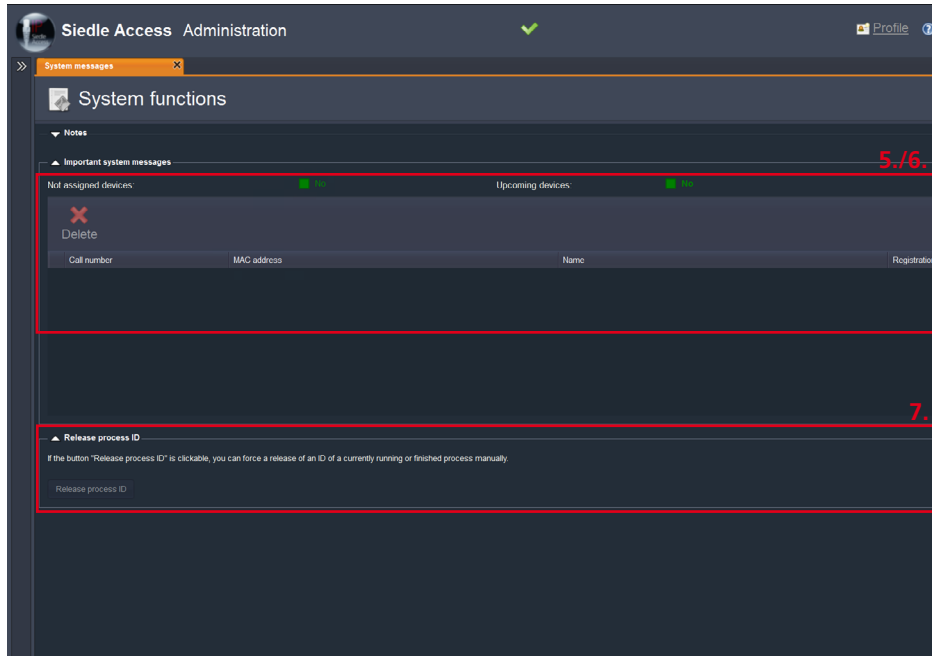 Siedle Access Administration
Profile
System messages
System functions
Notes
Important system messages
5./6.
Not assigned devices: No Upcoming devices: No
Delete
Call number MAC address Name Registration
7.
Release process ID
If the button "Release process ID" is clickable, you can force a release of an ID of a currently running or finished process manually.
Release process ID